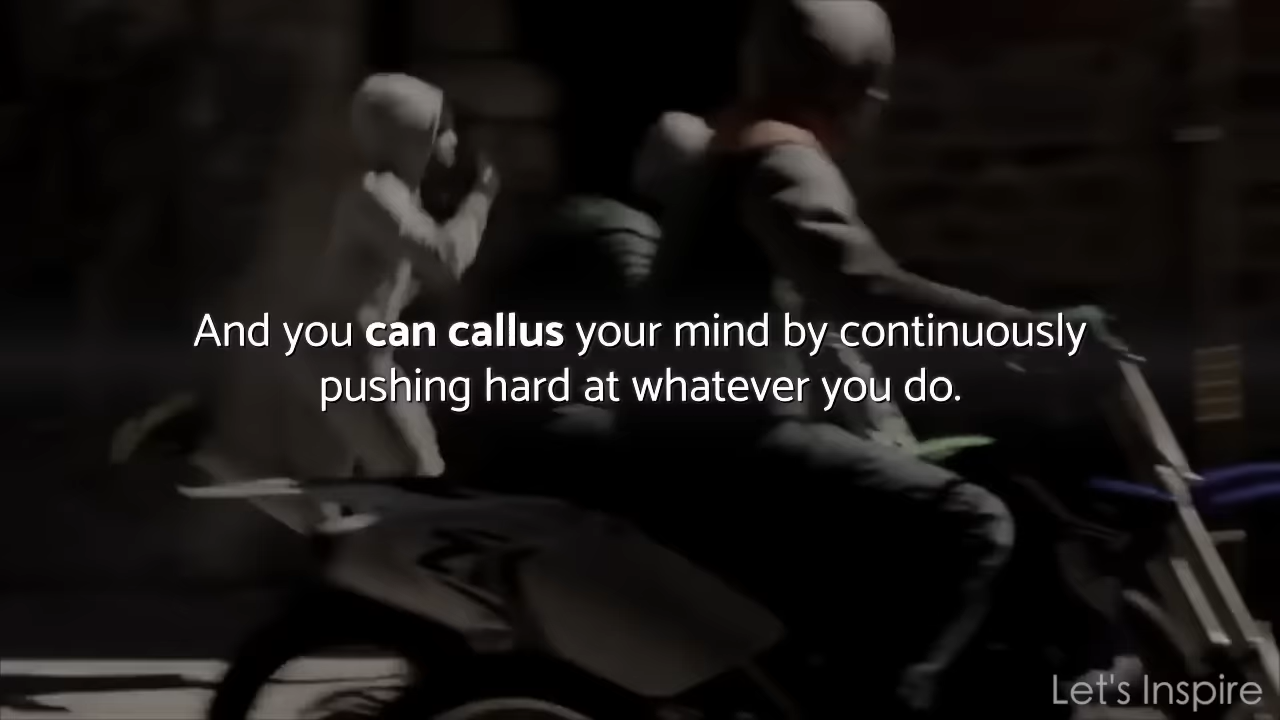 And you can callus your mind by continuously
pushing hard at whatever you do.
Let's Inspire